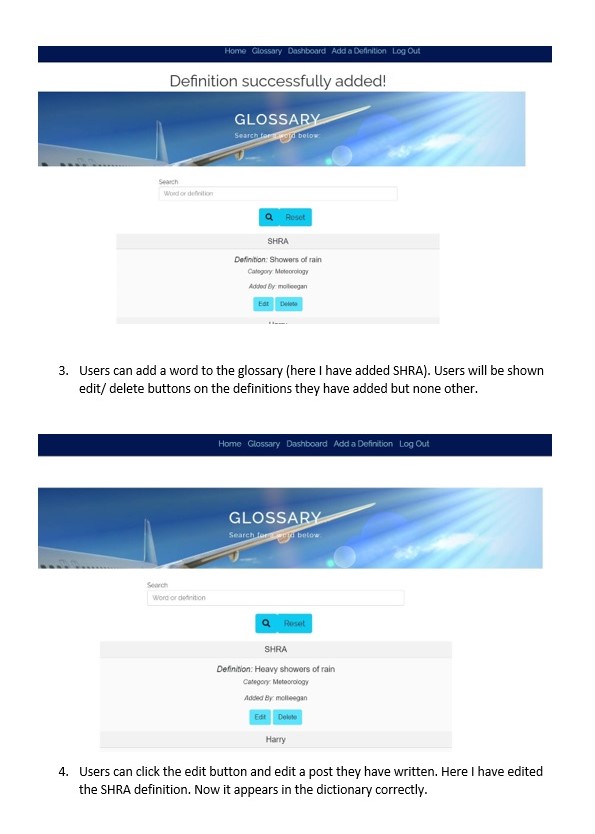 Home Glossary Dashboard Add a Definition Log Out
Definition successfully added!
GLOSSARY
Search for a word below.
Search
Word or definition
Reset
SHRA
Definition: Showers of rain
Category: Meteorology
Added By: mollieegan
Edit Delete
3. Users can add a word to the glossary (here I have added SHRA). Users will be shown
edit/ delete buttons on the definitions they have added but none other.
Home Glossary Dashboard Add a Definition Log Out
GLOSSARY
Search for a word below.
Search
Word or definition
Reset
SHRA
Definition: Heavy showers of rain
Category: Meteorology
Added By: mollieegan
Edit Delete
Harry
4. Users can click the edit button and edit a post they have written. Here I have edited
the SHRA definition. Now it appears in the dictionary correctly.